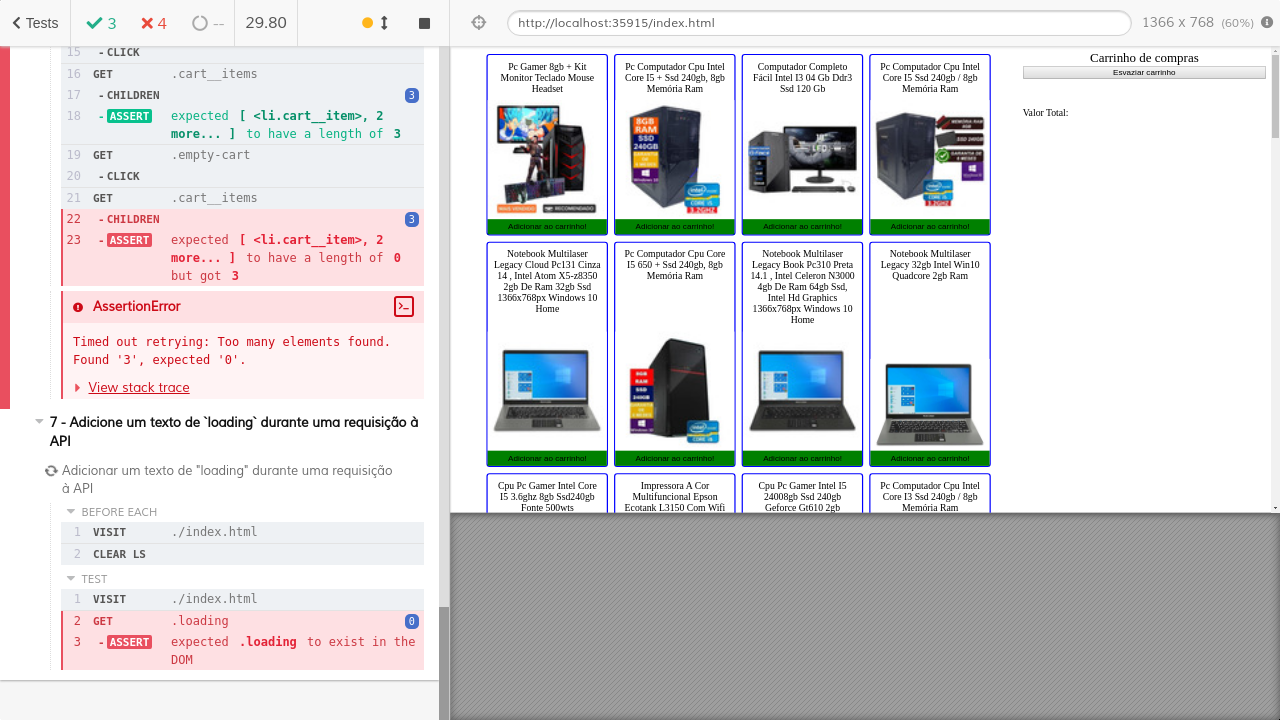 Tests
3
4
--
29.80
http://localhost:35915/index.html
1366 x 768 (60%)
15 - CLICK
16 GET .cart__items
17 - CHILDREN 3
18 - ASSERT expected [ <li.cart__item>, 2
more... ] to have a length of 3
19 GET .empty-cart
20 - CLICK
21 GET .cart__items
22 - CHILDREN 3
23 - ASSERT expected [ <li.cart__item>, 2
more... ] to have a length of 0
but got 3
AssertionError
Timed out retrying: Too many elements found.
Found '3', expected '0'.
View stack trace
7 - Adicione um texto de `loading` durante uma requisição à
API
Adicionar um texto de "loading" durante uma requisição
à API
BEFORE EACH
1 VISIT ./index.html
2 CLEAR LS
TEST
1 VISIT ./index.html
2 GET .loading 0
3 - ASSERT expected .loading to exist in the
DOM
Pc Gamer 8gb + Kit
Monitor Teclado Mouse
Headset
MAIS VENDIDO
RECOMENDADO
Adicionar ao carrinho!
Pc Computador Cpu Intel
Core I5 + Ssd 240gb, 8gb
Memória Ram
8GB
RAM
SSD
240GB
Adicionar ao carrinho!
Computador Completo
Fácil Intel I3 04 Gb Ddr3
Ssd 120 Gb
Adicionar ao carrinho!
Pc Computador Cpu Intel
Core I5 Ssd 240gb / 8gb
Memória Ram
Adicionar ao carrinho!
Notebook Multilaser
Legacy Cloud Pc131 Cinza
14 , Intel Atom X5-z8350
2gb De Ram 32gb Ssd
1366x768px Windows 10
Home
Adicionar ao carrinho!
Pc Computador Cpu Core
I5 650 + Ssd 240gb, 8gb
Memória Ram
8GB
RAM
SSD
240GB
Adicionar ao carrinho!
Notebook Multilaser
Legacy Book Pc310 Preta
14.1 , Intel Celeron N3000
4gb De Ram 64gb Ssd,
Intel Hd Graphics
1366x768px Windows 10
Home
Adicionar ao carrinho!
Notebook Multilaser
Legacy 32gb Intel Win10
Quadcore 2gb Ram
Adicionar ao carrinho!
Cpu Pc Gamer Intel Core
I5 3.6ghz 8gb Ssd240gb
Fonte 500wts
Impressora A Cor
Multifuncional Epson
Ecotank L3150 Com Wifi
Cpu Pc Gamer Intel I5
24008gb Ssd 240gb
Geforce Gt610 2gb
Pc Computador Cpu Intel
Core I3 Ssd 240gb / 8gb
Memória Ram
Carrinho de compras
Esvaziar carrinho
Valor Total: